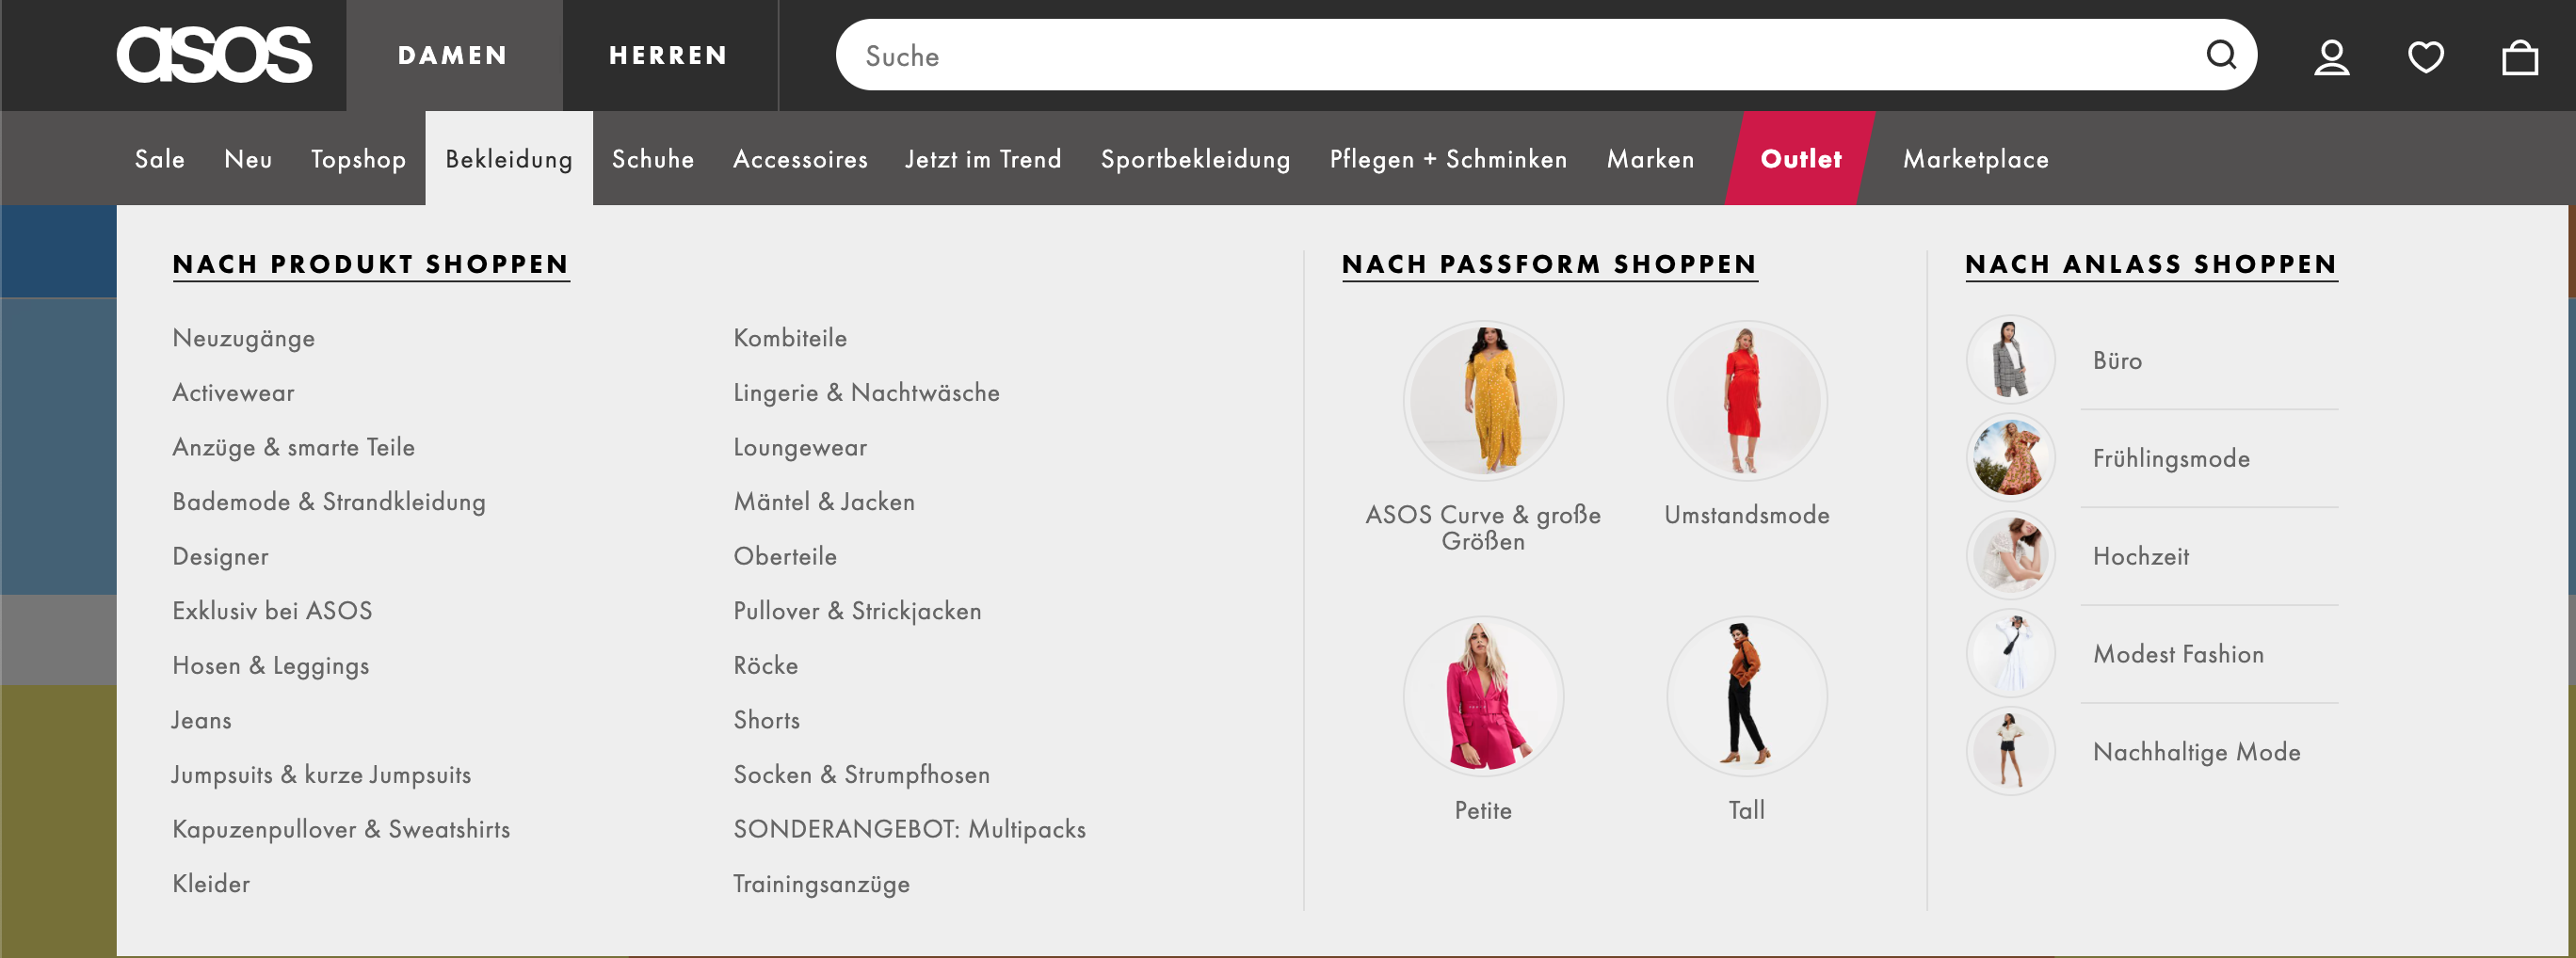 asos
DAMEN
HERREN
Suche
Sale
Neu
Topshop
Bekleidung
Schuhe
Accessoires
Jetzt im Trend
Sportbekleidung
Pflegen + Schminken
Marken
Outlet
Marketplace
NACH PRODUKT SHOPPEN
Neuzugänge
Activewear
Anzüge & smarte Teile
Bademode & Strandkleidung
Designer
Exklusiv bei ASOS
Hosen & Leggings
Jeans
Jumpsuits & kurze Jumpsuits
Kapuzenpullover & Sweatshirts
Kleider
Kombiteile
Lingerie & Nachtwäsche
Loungewear
Mäntel & Jacken
Oberteile
Pullover & Strickjacken
Röcke
Shorts
Socken & Strumpfhosen
SONDERANGEBOT: Multipacks
Trainingsanzüge
NACH PASSFORM SHOPPEN
ASOS Curve & große
Größen
Umstandsmode
Petite
Tall
NACH ANLASS SHOPPEN
Büro
Frühlingsmode
Hochzeit
Modest Fashion
Nachhaltige Mode